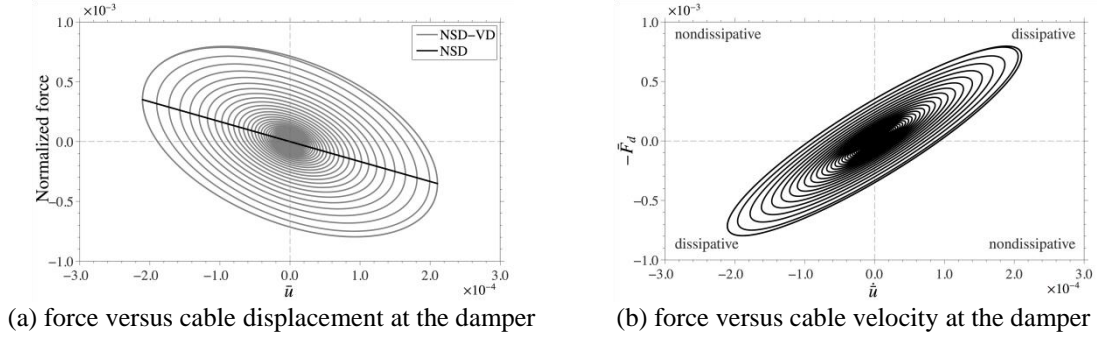 ×10⁻³
1.0
0.5
0.0
−0.5
−1.0
Normalized force
NSD−VD
NSD
−3.0 −2.0 −1.0 0.0 1.0 2.0 3.0
ū ×10⁻⁴
(a) force versus cable displacement at the damper
×10⁻³
1.0
0.5
0.0
−0.5
−1.0
−F̄d
nondissipative dissipative
dissipative nondissipative
−3.0 −2.0 −1.0 0.0 1.0 2.0 3.0
u̇̄ ×10⁻⁴
(b) force versus cable velocity at the damper